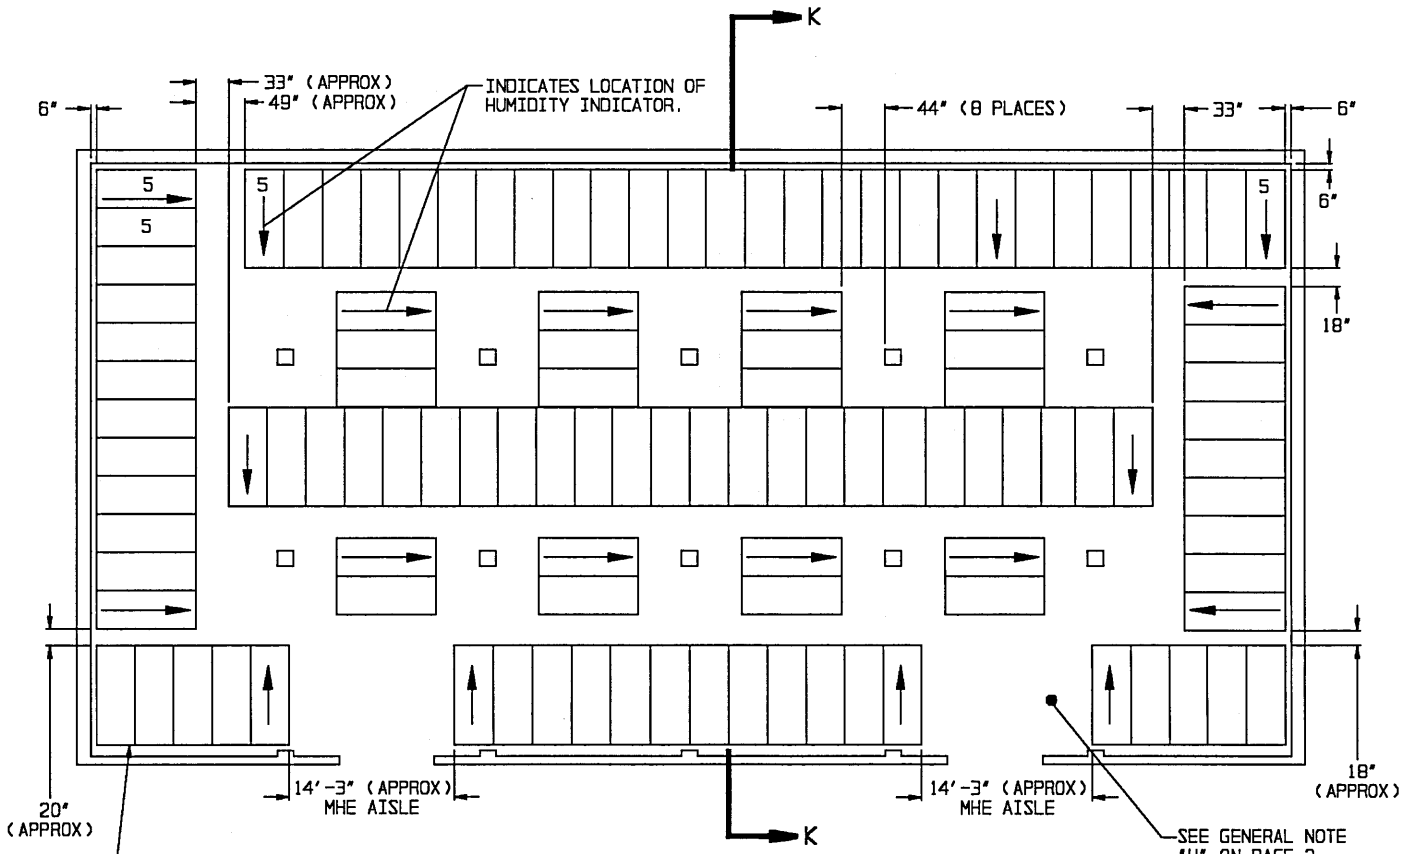 K
33" (APPROX)
49" (APPROX)
INDICATES LOCATION OF
HUMIDITY INDICATOR.
6"
44" (8 PLACES)
33"
6"
5
5
5
5
6"
18"
14'-3" (APPROX)
MHE AISLE
14'-3" (APPROX)
MHE AISLE
18"
(APPROX)
20"
(APPROX)
K
SEE GENERAL NOTE
ON